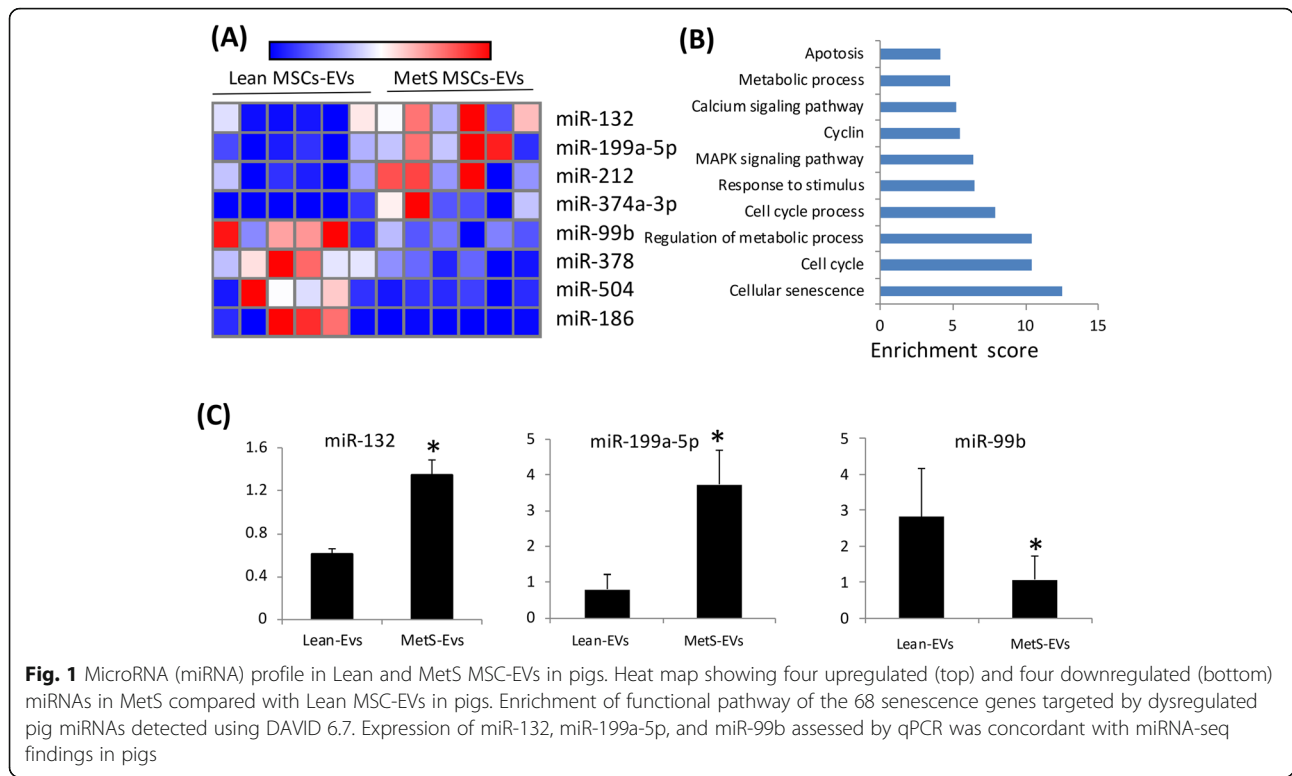 (A)
Lean MSCs-EVs
MetS MSCs-EVs
miR-132
miR-199a-5p
miR-212
miR-374a-3p
miR-99b
miR-378
miR-504
miR-186
(B)
Apotosis
Metabolic process
Calcium sigaling pathway
Cyclin
MAPK signaling pathway
Response to stimulus
Cell cycle process
Regulation of metabolic process
Cell cycle
Cellular senescence
0 5 10 15
Enrichment score
(C)
miR-132
1.6
1.2
0.8
0.4
0
*
Lean-Evs MetS-EVs
miR-199a-5p
5
4
3
2
1
0
*
Lean-EVs MetS-EVs
miR-99b
5
4
3
2
1
0
*
Lean-EVs MetS-EVs
Fig. 1 MicroRNA (miRNA) profile in Lean and MetS MSC-EVs in pigs. Heat map showing four upregulated (top) and four downregulated (bottom)
miRNAs in MetS compared with Lean MSC-EVs in pigs. Enrichment of functional pathway of the 68 senescence genes targeted by dysregulated
pig miRNAs detected using DAVID 6.7. Expression of miR-132, miR-199a-5p, and miR-99b assessed by qPCR was concordant with miRNA-seq
findings in pigs